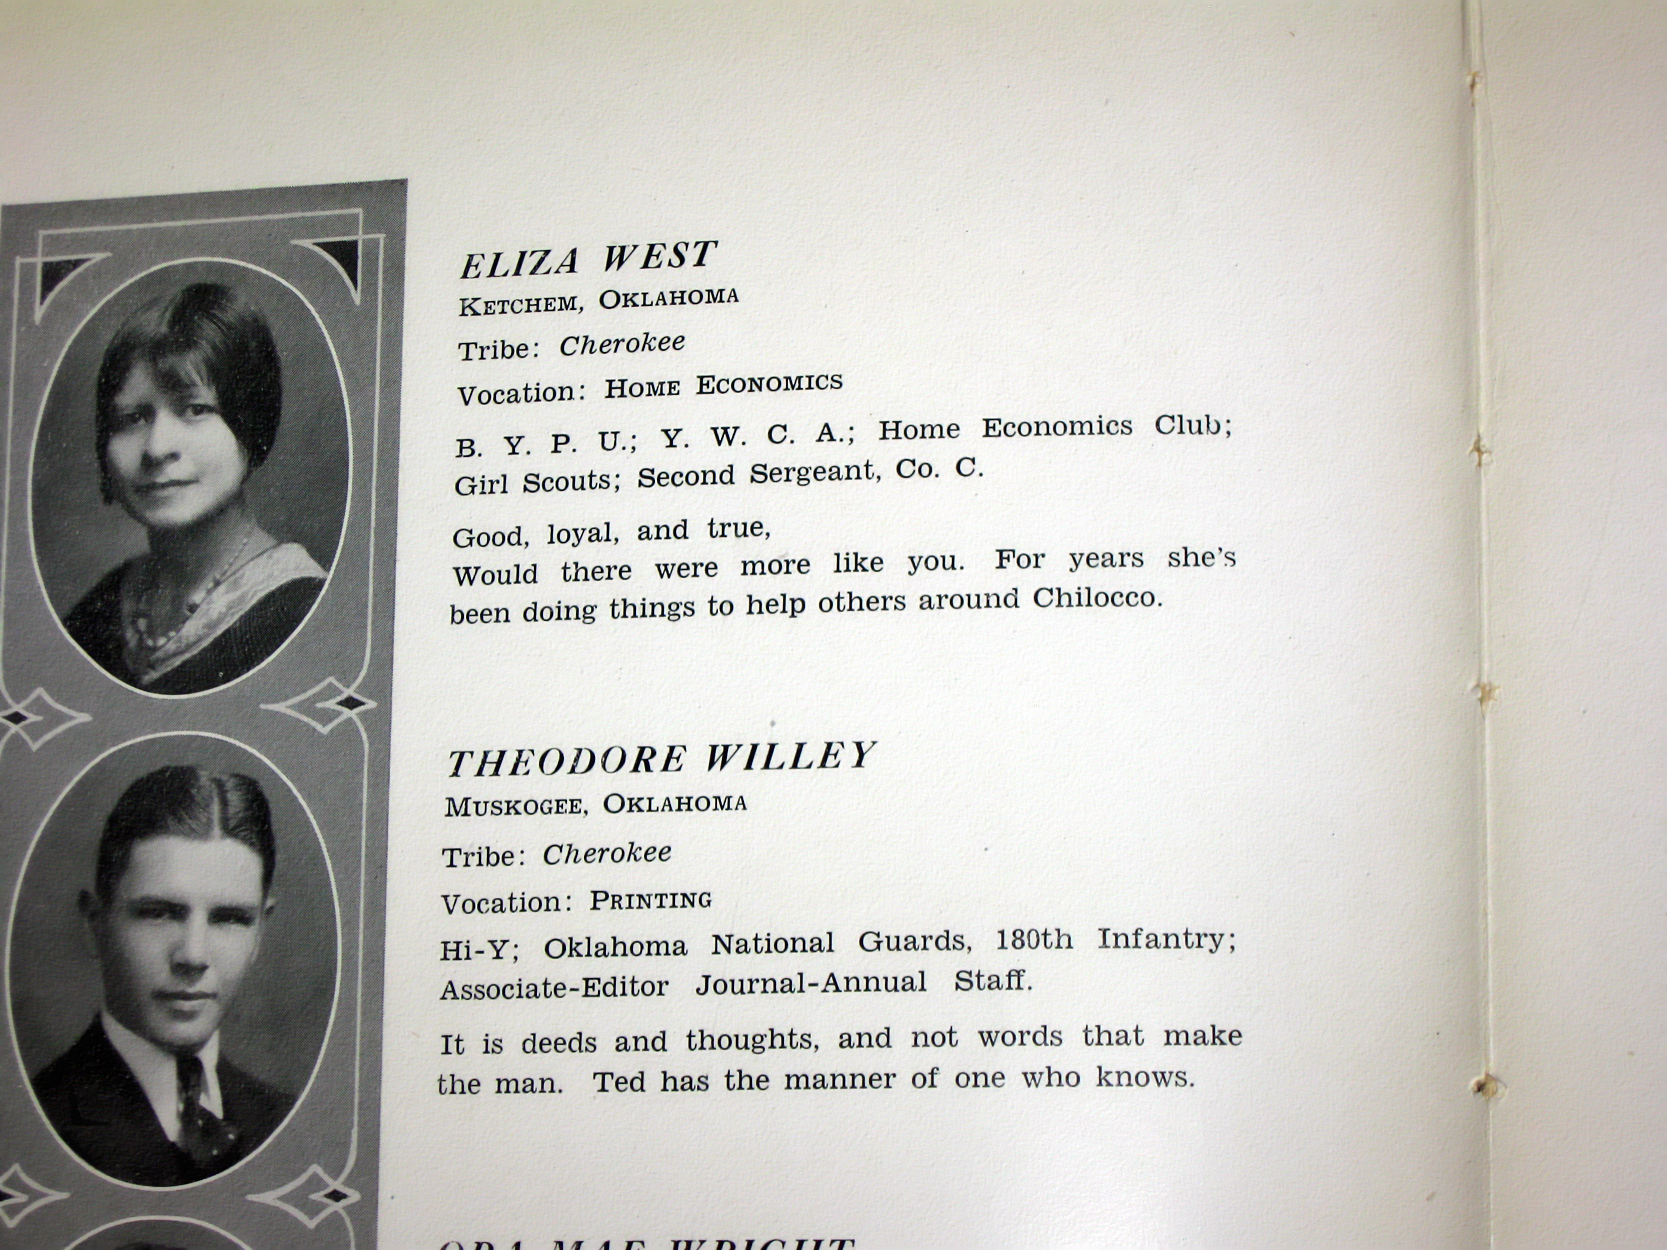 ELIZA WEST
KETCHEM, OKLAHOMA
Tribe: Cherokee
Vocation: HOME ECONOMICS
B. Y. P. U.; Y. W. C. A.; Home Economics Club;
Girl Scouts; Second Sergeant, Co. C.
Good, loyal, and true,
Would there were more like you. For years she's
been doing things to help others around Chilocco.
THEODORE WILLEY
MUSKOGEE, OKLAHOMA
Tribe: Cherokee
Vocation: PRINTING
Hi-Y; Oklahoma National Guards, 180th Infantry;
Associate-Editor Journal-Annual Staff.
It is deeds and thoughts, and not words that make
the man. Ted has the manner of one who knows.
ORA MAE WRIGHT